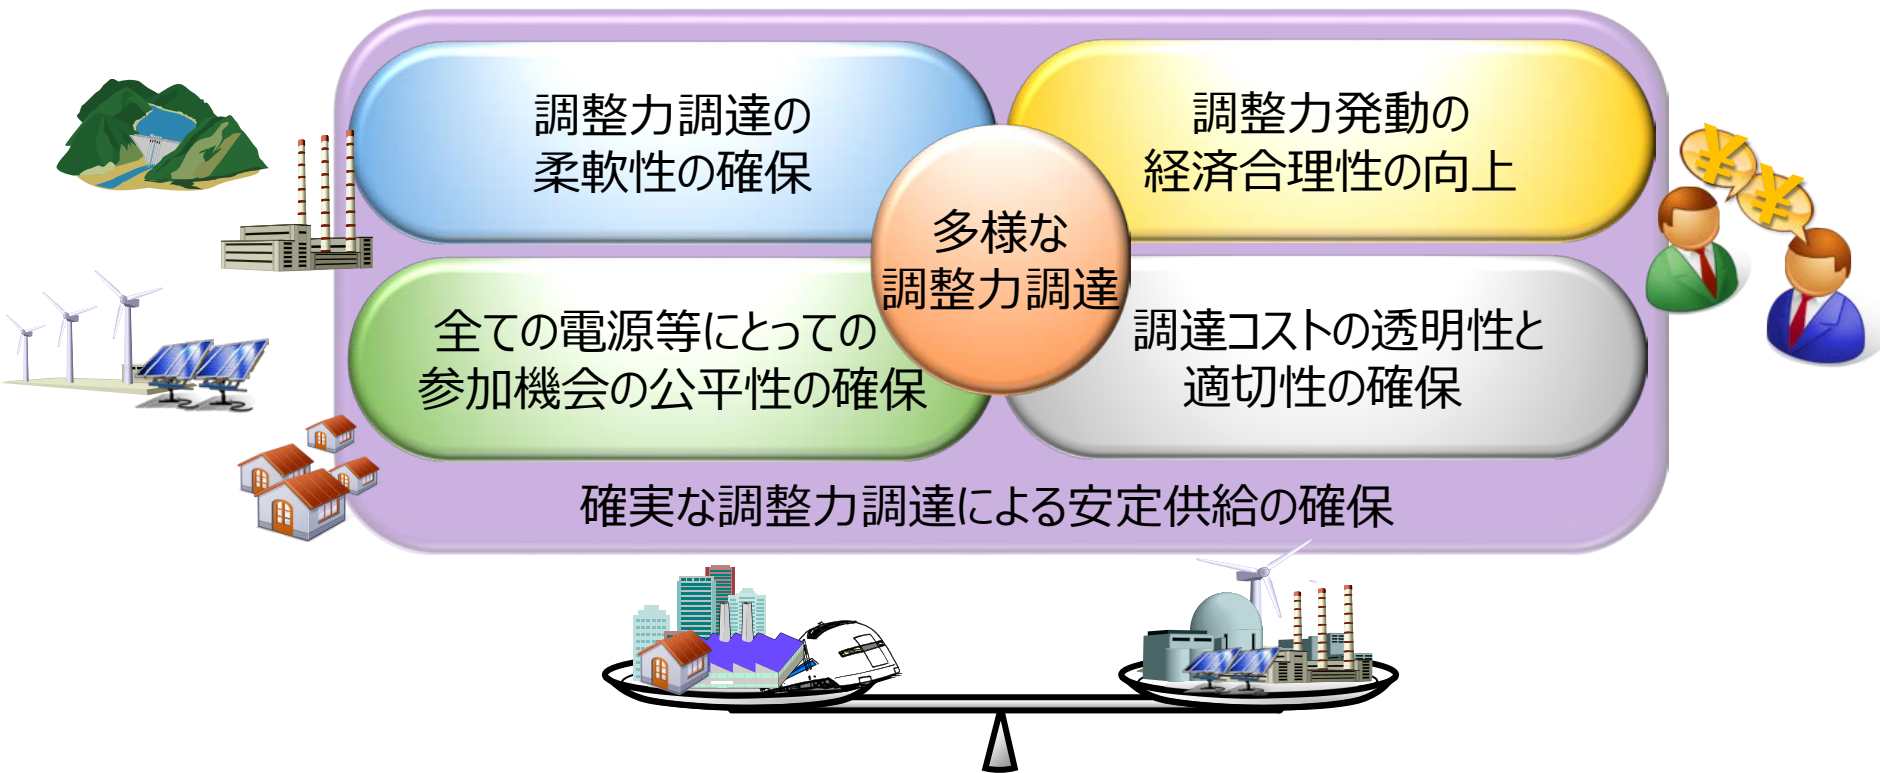 調整力調達の
柔軟性の確保
調整力発動の
経済合理性の向上
多様な
調整力調達
全ての電源等にとっての
参加機会の公平性の確保
調達コストの透明性と
適切性の確保
確実な調整力調達による安定供給の確保
¥
¥